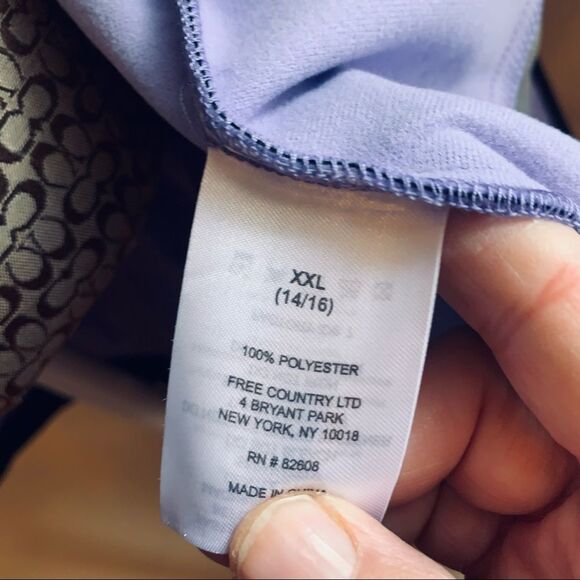 XXL
(14/16)
100% POLYESTER
FREE COUNTRY LTD
4 BRYANT PARK
NEW YORK, NY 10018
RN # 82608
MADE IN CHINA